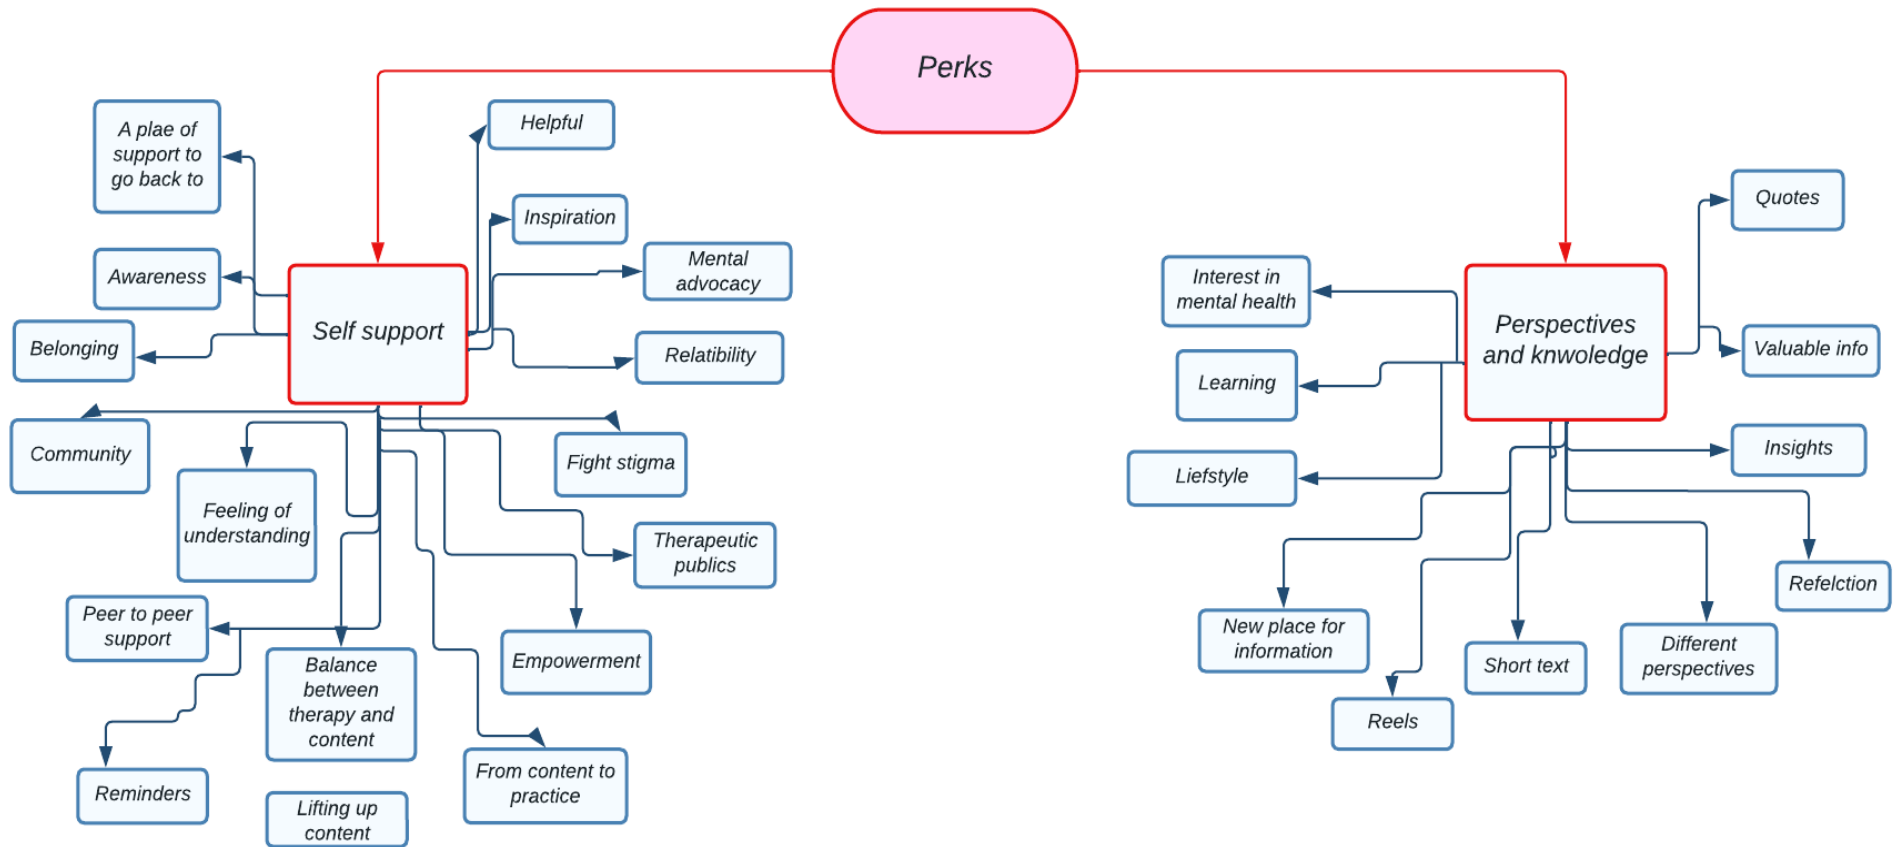 Perks
A plae of
support to
go back to
Helpful
Inspiration
Awareness
Mental
advocacy
Self support
Belonging
Relatibility
Community
Fight stigma
Feeling of
understanding
Therapeutic
publics
Peer to peer
support
Empowerment
Balance
between
therapy and
content
From content to
practice
Reminders
Lifting up
content
Quotes
Interest in
mental health
Perspectives
and knwoledge
Valuable info
Learning
Insights
Liefstyle
Refelction
New place for
information
Short text
Different
perspectives
Reels